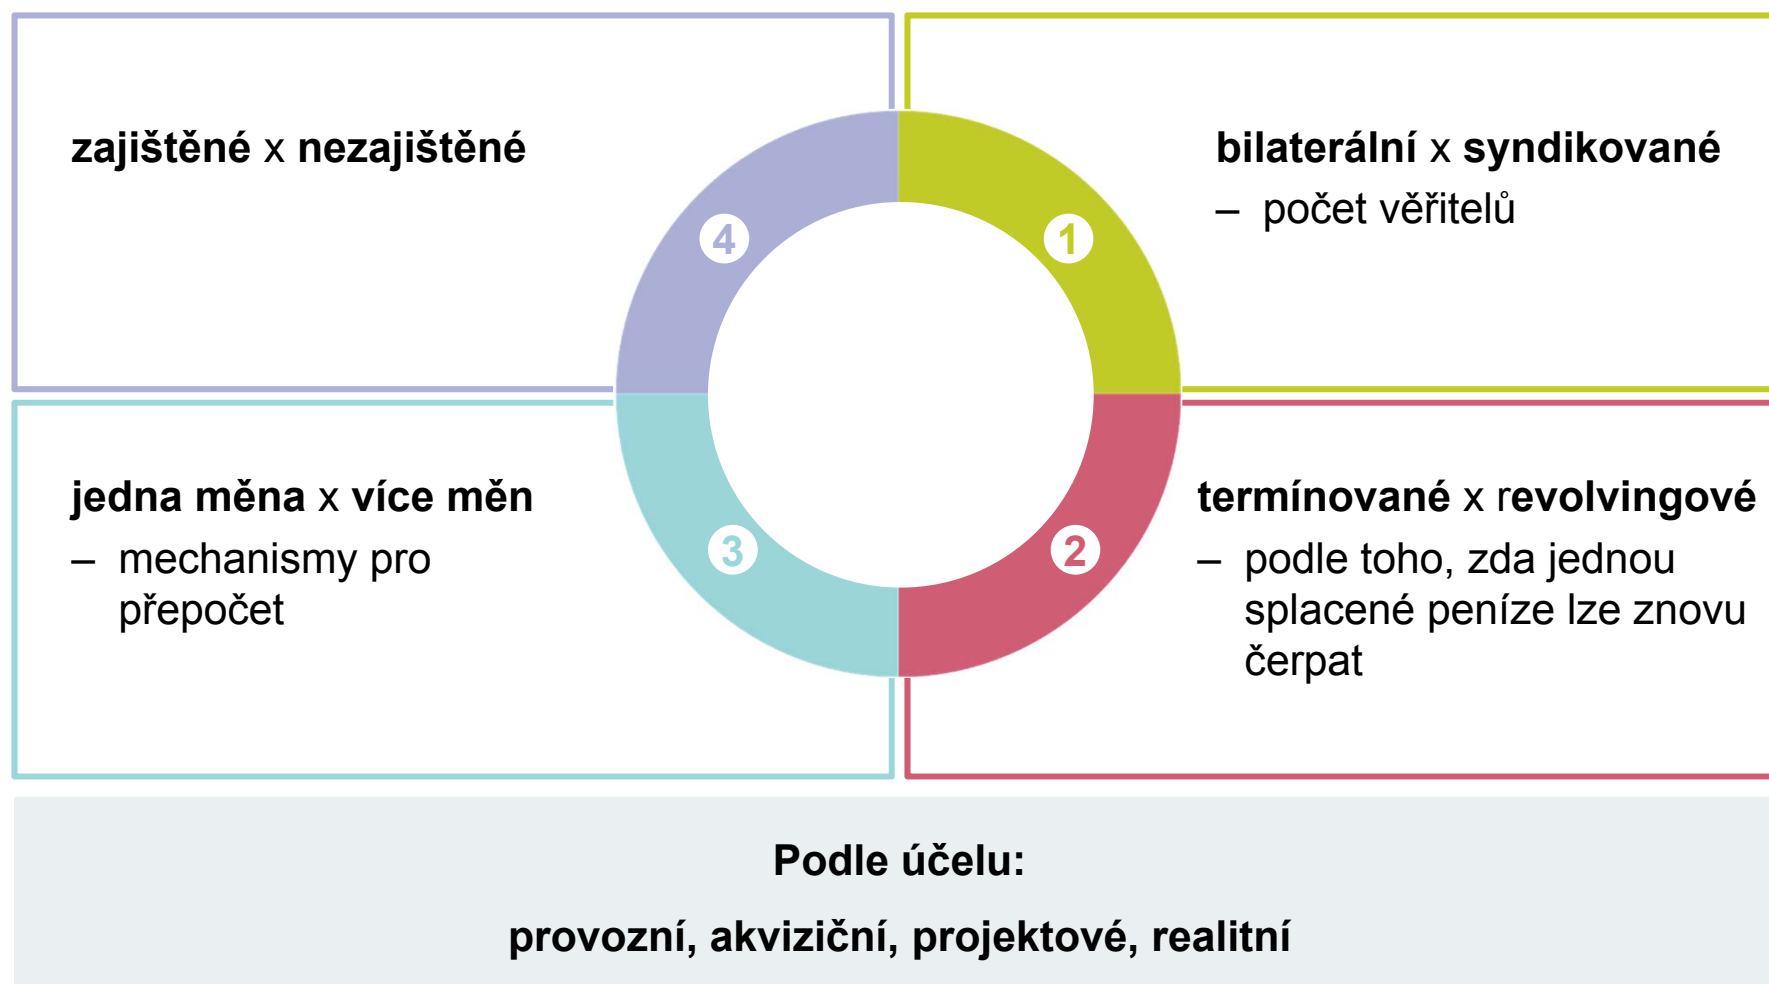 zajištěné x nezajištěné
4
bilaterální x syndikované
– počet věřitelů
1
jedna měna x více měn
– mechanismy pro
přepočet
3
termínované x revolvingové
– podle toho, zda jednou
splacené peníze lze znovu
čerpat
2
Podle účelu:
provozní, akviziční, projektové, realitní